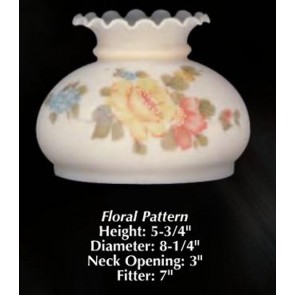 Floral Pattern
Height: 5-3/4"
Diameter: 8-1/4"
Neck Opening: 3"
Fitter: 7"